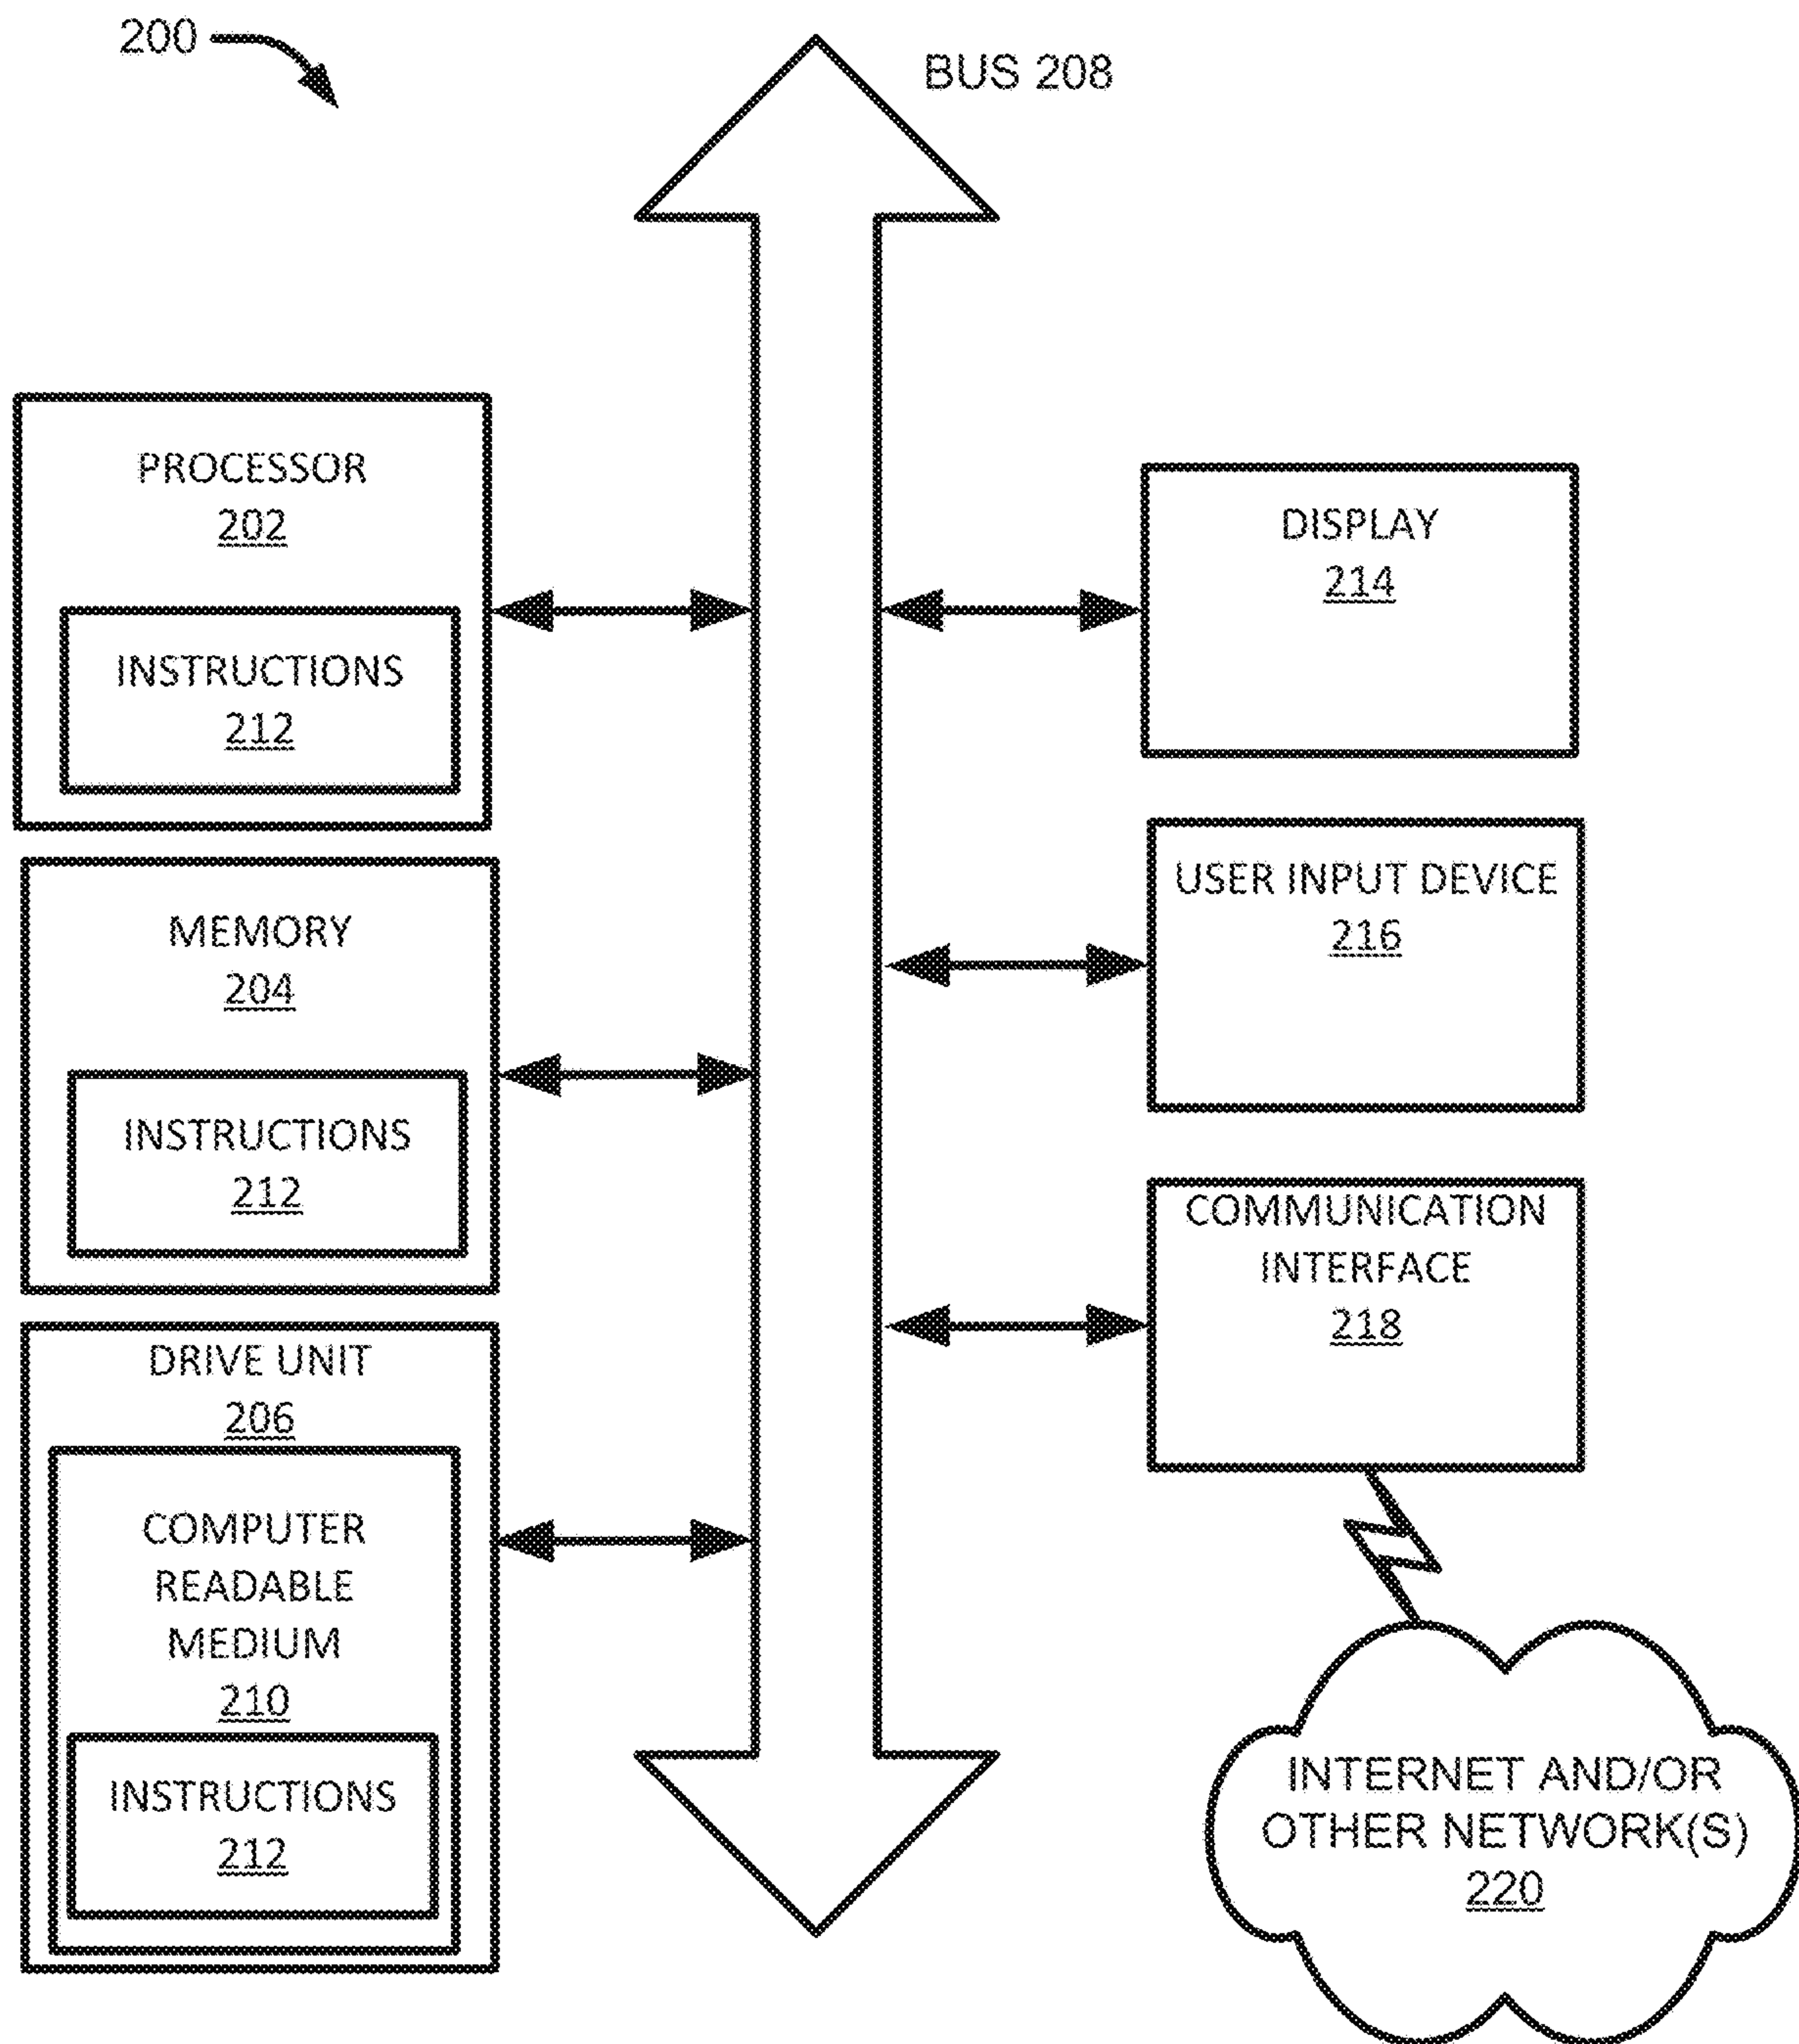 200
BUS 208
PROCESSOR
202
INSTRUCTIONS
212
MEMORY
204
INSTRUCTIONS
212
DRIVE UNIT
206
COMPUTER
READABLE
MEDIUM
210
INSTRUCTIONS
212
DISPLAY
214
USER INPUT DEVICE
216
COMMUNICATION
INTERFACE
218
INTERNET AND/OR
OTHER NETWORK(S)
220